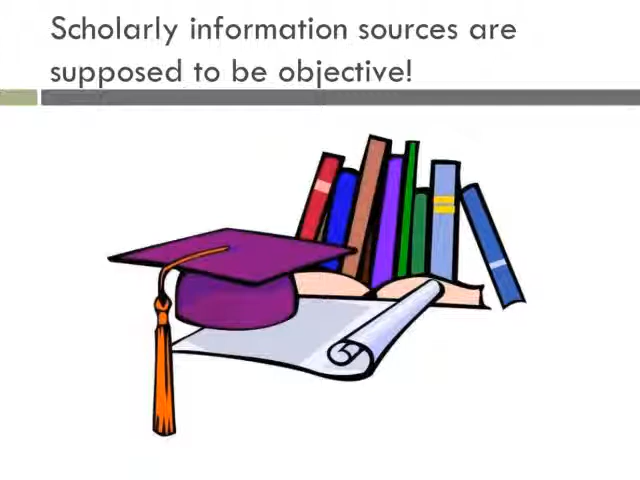 Scholarly information sources are
supposed to be objective!